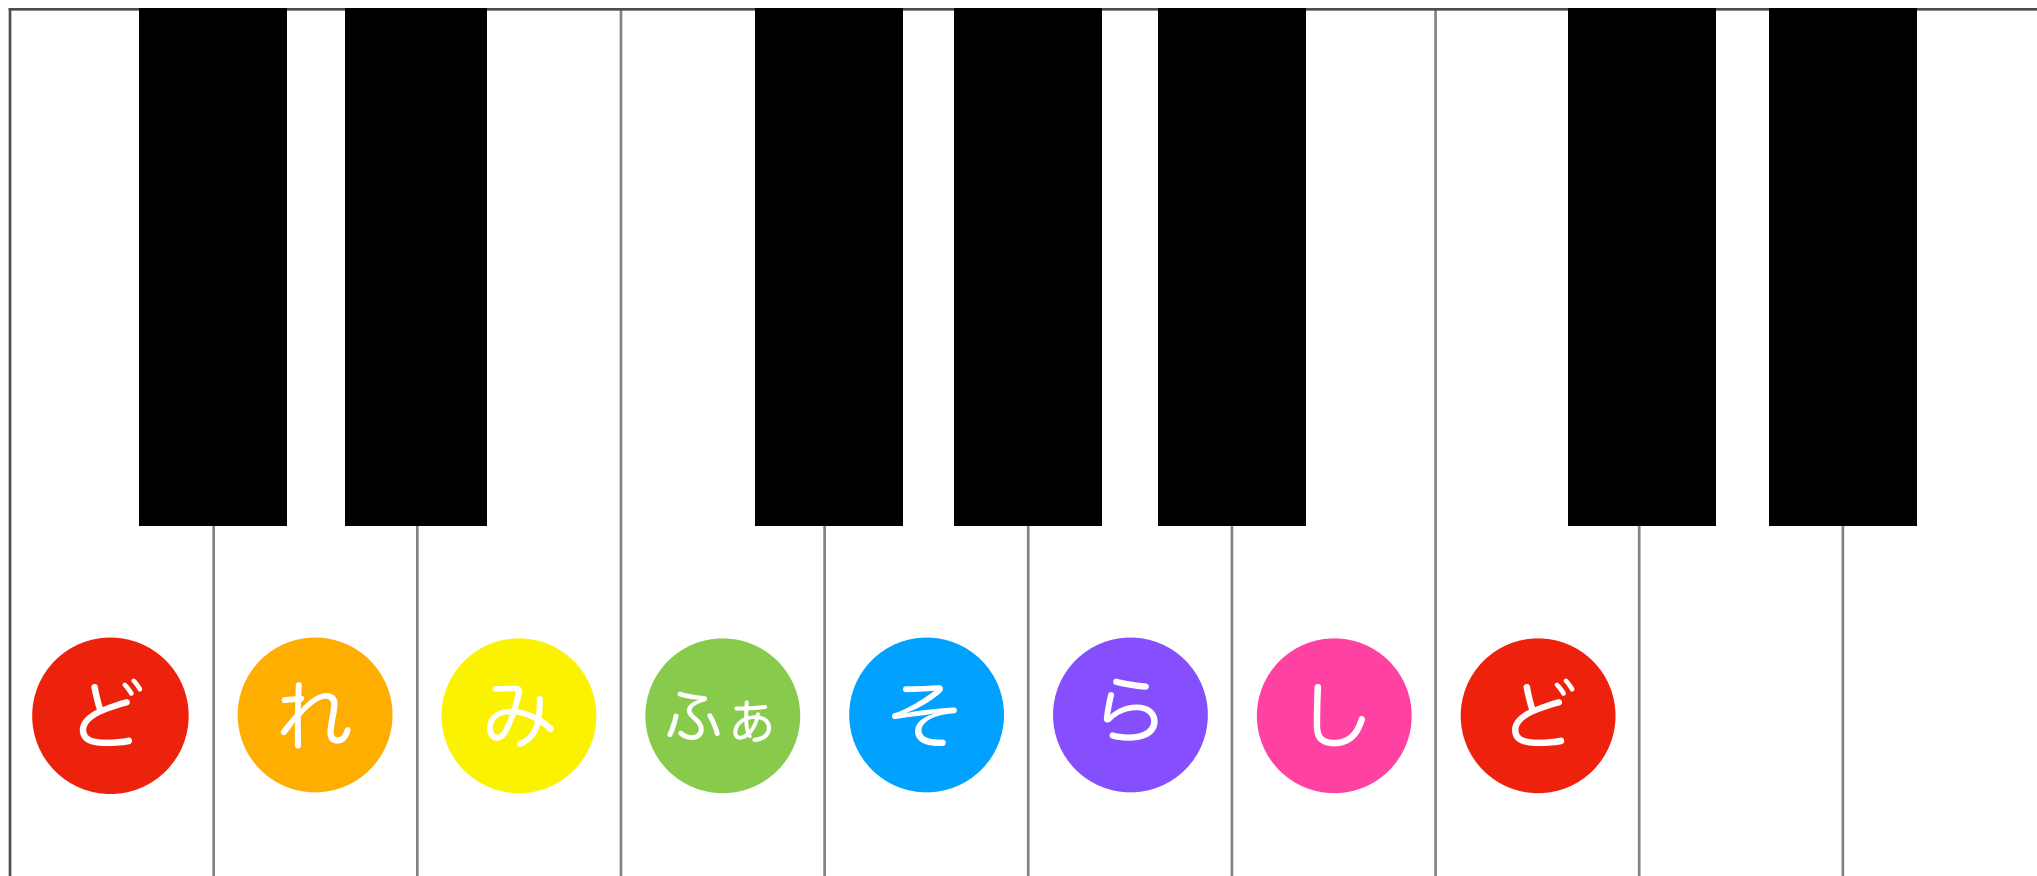 ど れ み ふぁ そ ら し ど